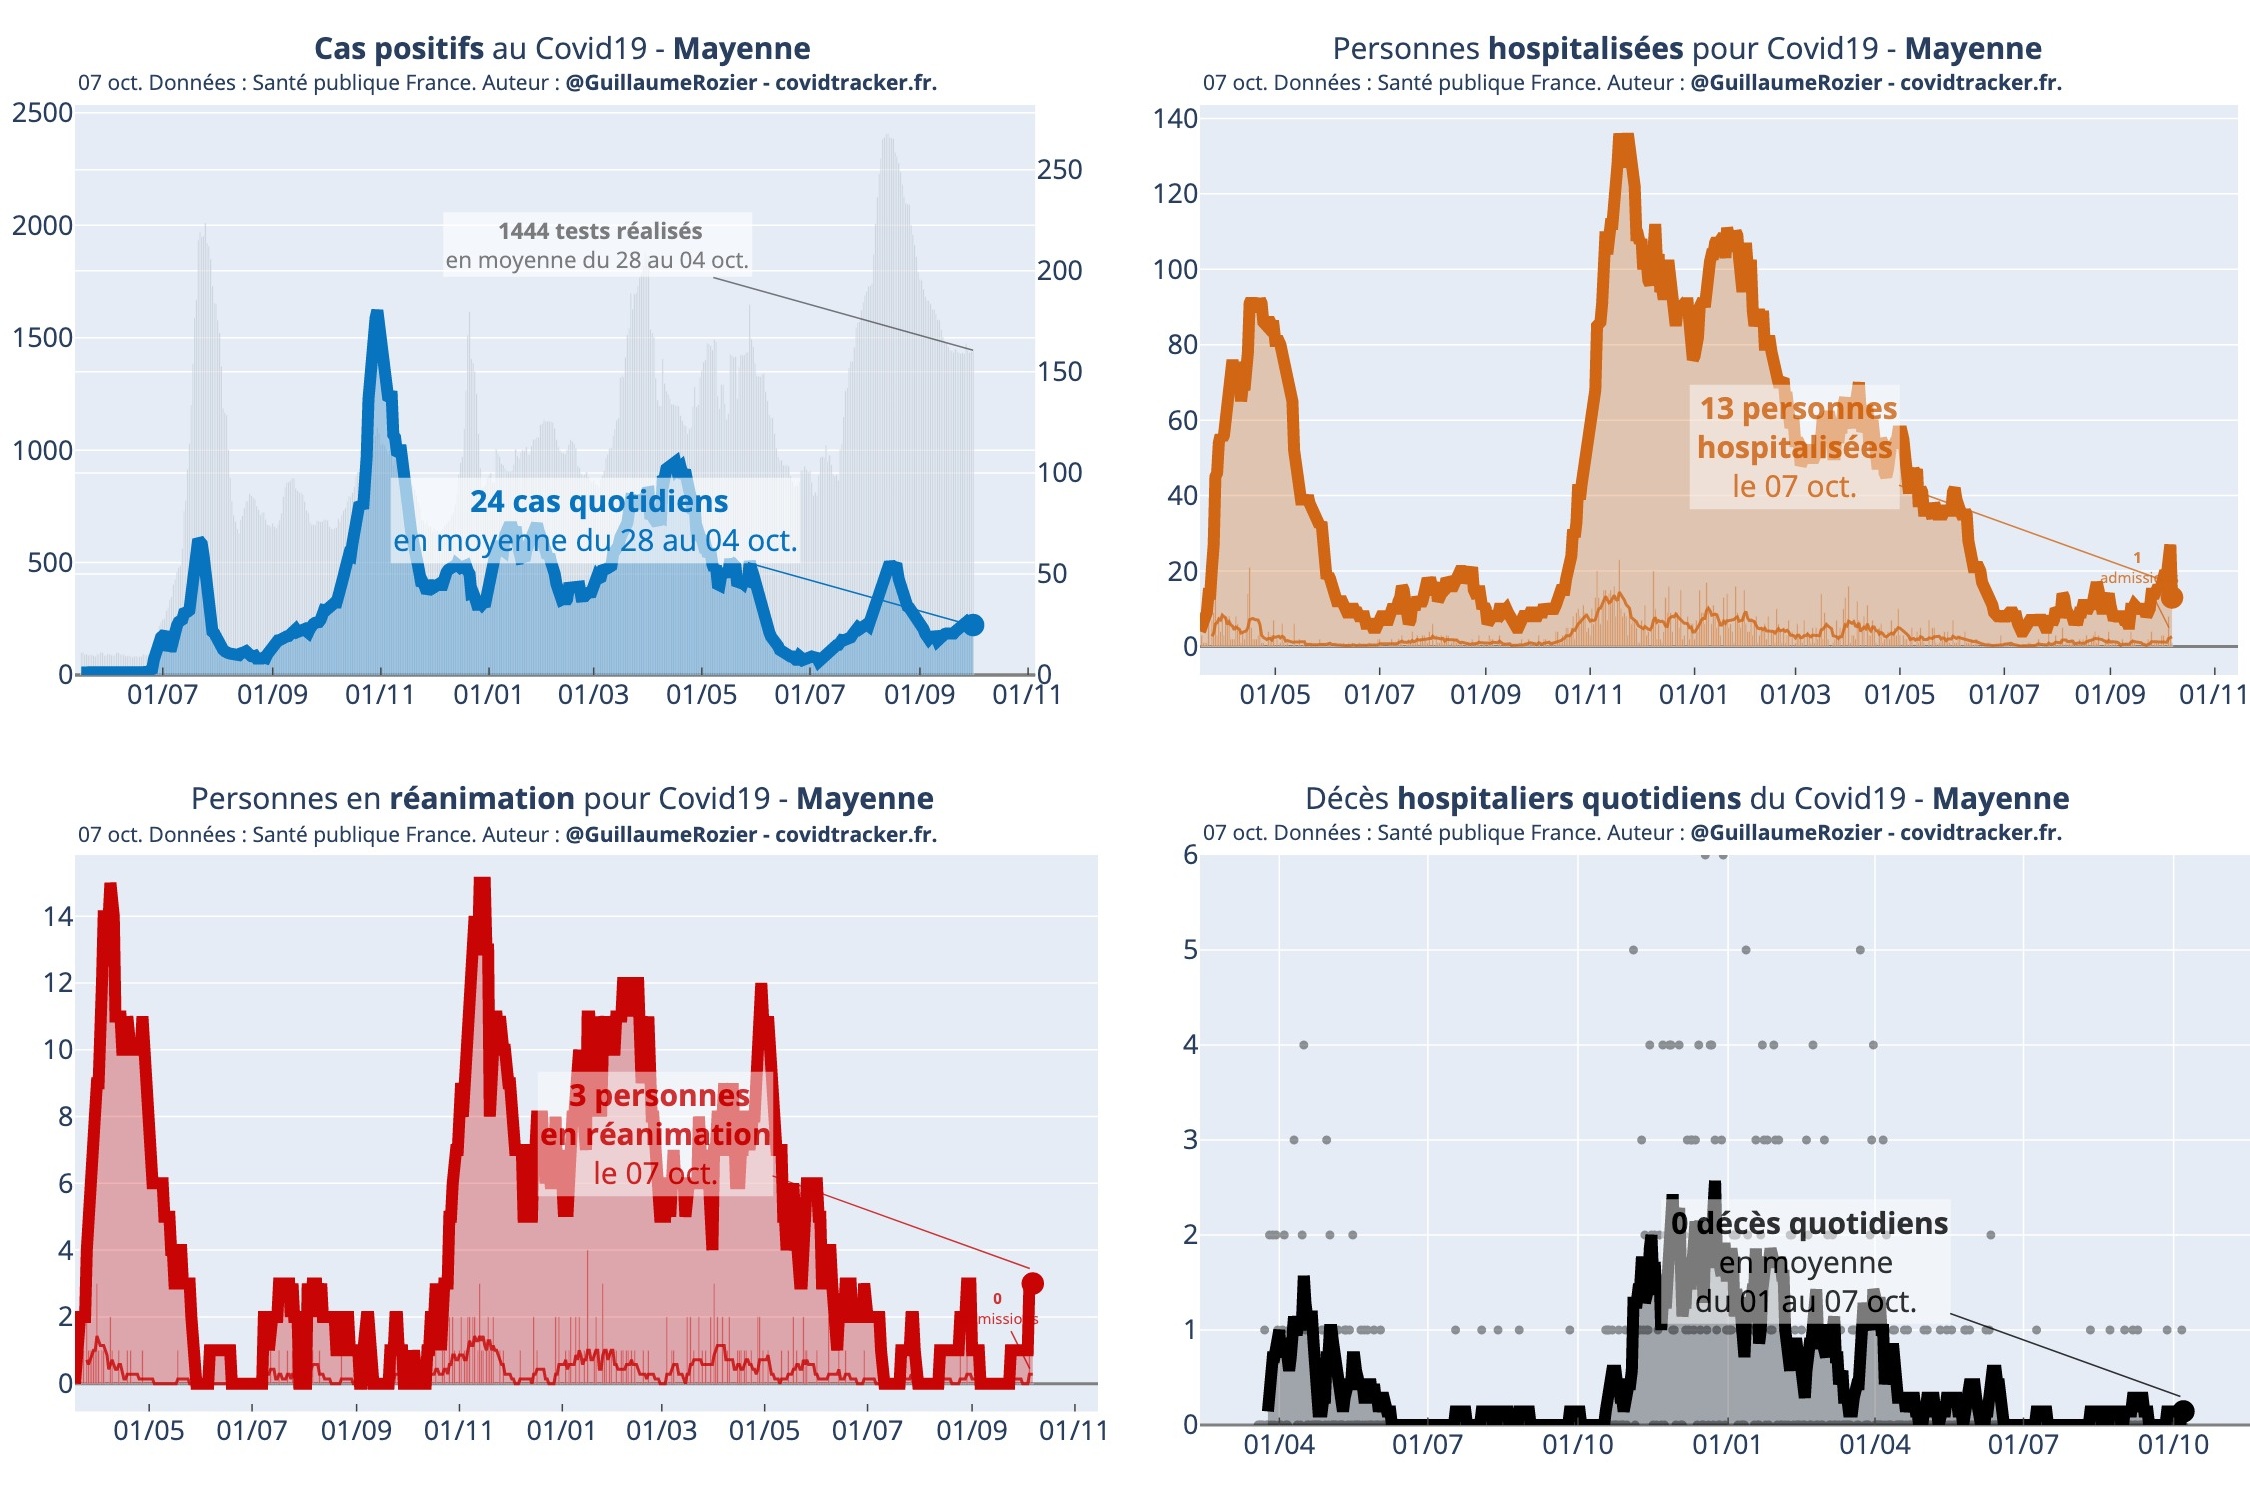 Cas positifs au Covid19 - Mayenne
07 oct. Données : Santé publique France. Auteur : @GuillaumeRozier - covidtracker.fr.
2500
2000
1500
1000
500
0
250
200
150
100
50
0
1444 tests réalisés
en moyenne du 28 au 04 oct.
24 cas quotidiens
en moyenne du 28 au 04 oct.
01/07 01/09 01/11 01/01 01/03 01/05 01/07 01/09 01/11
Personnes hospitalisées pour Covid19 - Mayenne
07 oct. Données : Santé publique France. Auteur : @GuillaumeRozier - covidtracker.fr.
140
120
100
80
60
40
20
0
13 personnes
hospitalisées
le 07 oct.
1
admissions
01/05 01/07 01/09 01/11 01/01 01/03 01/05 01/07 01/09 01/11
Personnes en réanimation pour Covid19 - Mayenne
07 oct. Données : Santé publique France. Auteur : @GuillaumeRozier - covidtracker.fr.
14
12
10
8
6
4
2
0
3 personnes
en réanimation
le 07 oct.
0
missions
01/05 01/07 01/09 01/11 01/01 01/03 01/05 01/07 01/09 01/11
Décès hospitaliers quotidiens du Covid19 - Mayenne
07 oct. Données : Santé publique France. Auteur : @GuillaumeRozier - covidtracker.fr.
6
5
4
3
2
1
0
0 décès quotidiens
en moyenne
du 01 au 07 oct.
01/04 01/07 01/10 01/01 01/04 01/07 01/10